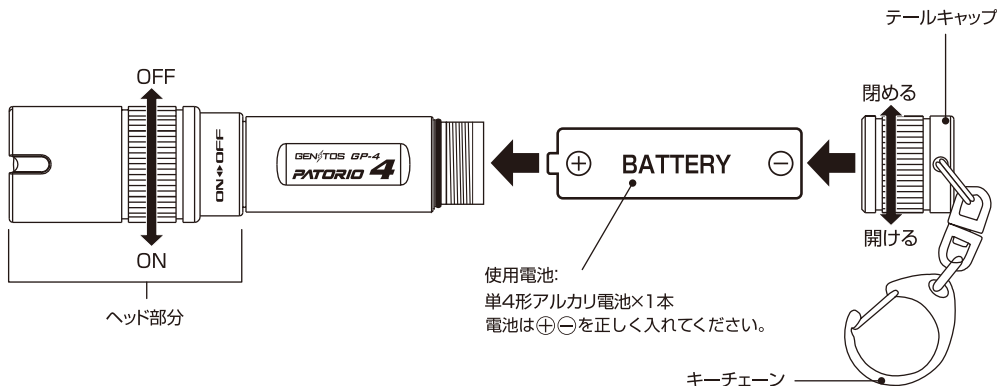 テールキャップ
OFF
閉める
ON◆OFF
GENTOS GP-4
PATORIO 4
BATTERY
開ける
ON
ヘッド部分
使用電池:
単4形アルカリ電池×1本
電池は⊕⊖を正しく入れてください。
キーチェーン